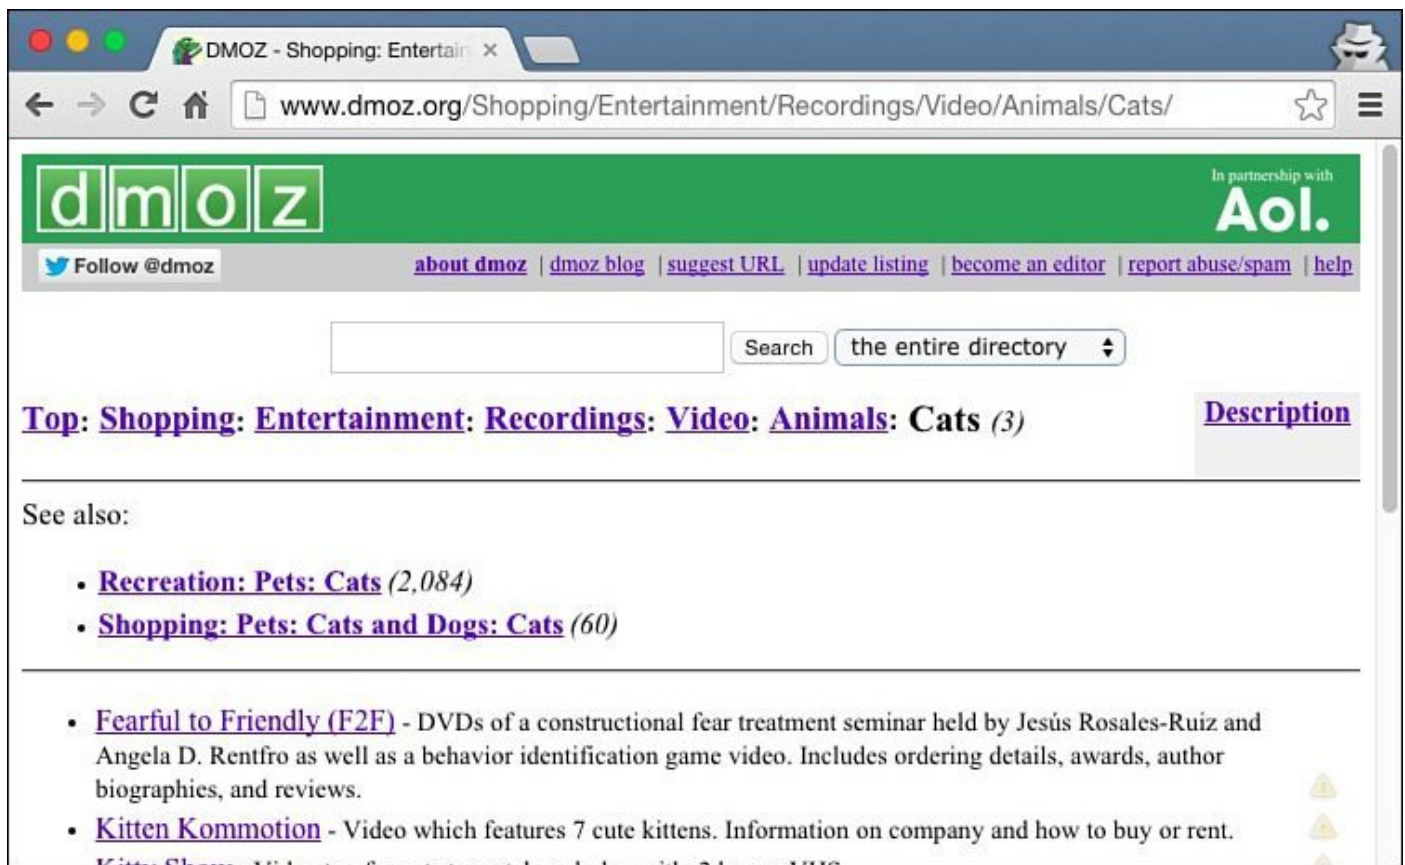 DMOZ - Shopping: Entertain
www.dmoz.org/Shopping/Entertainment/Recordings/Video/Animals/Cats/
dmoz
In partnership with
Aol.
Follow @dmoz
about dmoz | dmoz blog | suggest URL | update listing | become an editor | report abuse/spam | help
Search the entire directory
Top: Shopping: Entertainment: Recordings: Video: Animals: Cats (3)
Description
See also:
• Recreation: Pets: Cats (2,084)
• Shopping: Pets: Cats and Dogs: Cats (60)
• Fearful to Friendly (F2F) - DVDs of a constructional fear treatment seminar held by Jesús Rosales-Ruiz and
Angela D. Rentfro as well as a behavior identification game video. Includes ordering details, awards, author
biographies, and reviews.
• Kitten Kommotion - Video which features 7 cute kittens. Information on company and how to buy or rent.